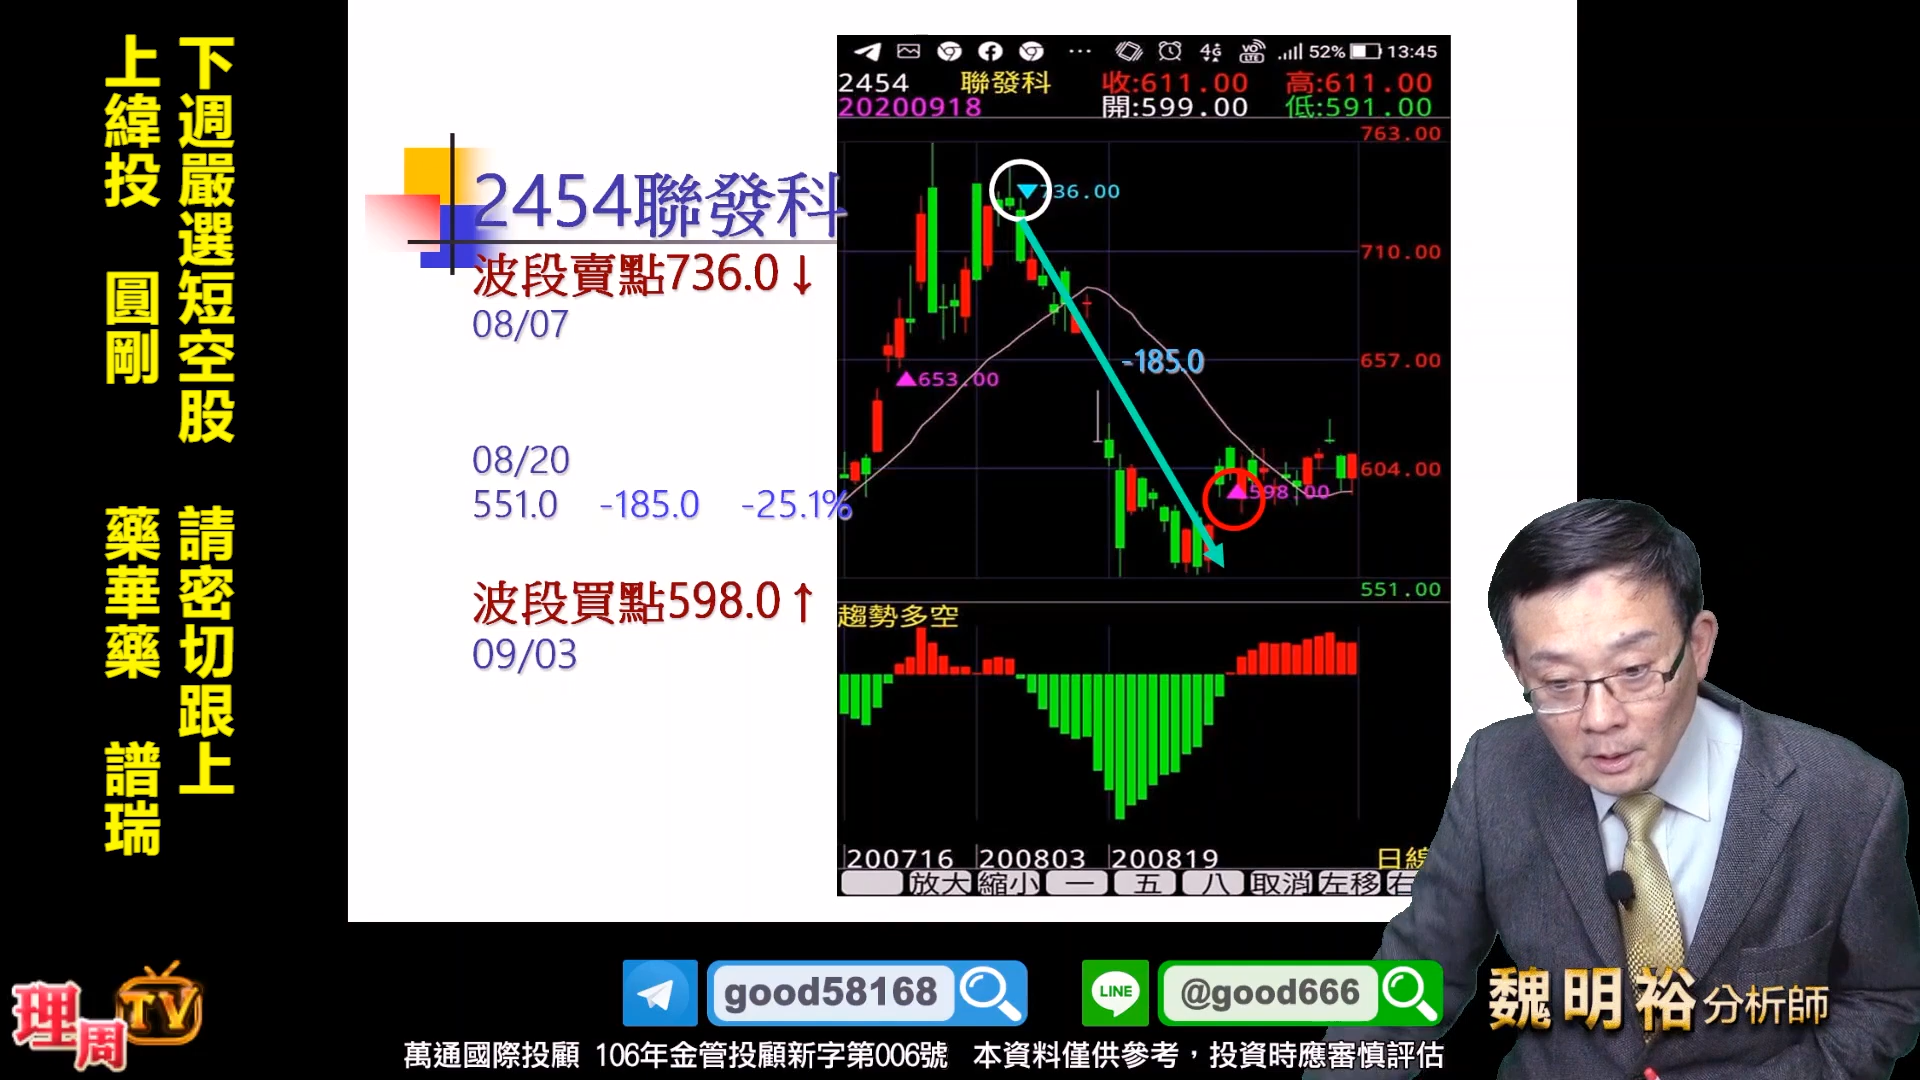 下週嚴選短空股 請密切跟上
上緯投 圓剛 藥華藥 譜瑞
2454聯發科
波段賣點736.0↓
08/07
08/20
551.0 -185.0 -25.1%
波段買點598.0↑
09/03
52% 13:45
2454 聯發科 收:611.00 高:611.00
20200918 開:599.00 低:591.00
763.00
736.00
710.00
-185.0
657.00
653.00
604.00
598.00
551.00
趨勢多空
200716 200803 200819 日線
放大 縮小 一 五 八 取消 左移 右
理周TV
good58168
LINE
@good666
魏明裕分析師
萬通國際投顧 106年金管投顧新字第006號 本資料僅供參考，投資時應審慎評估